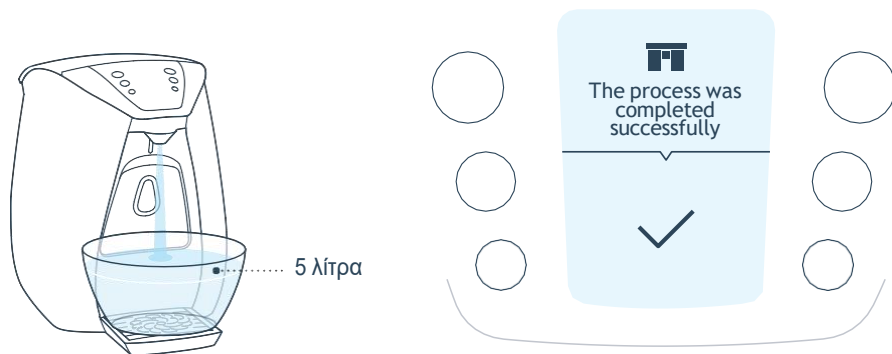 The process was
completed
successfully
5 λίτρα